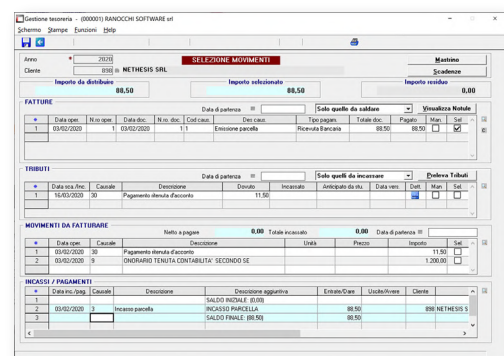 Gestione tesoreria - (000001) RANOCCHI SOFTWARE srl
Schermo Stampe Funzioni Help
Anno * 2020 SELEZIONE MOVIMENTI Mastrino
Cliente 898 NETHESIS SRL Scadenze
Importo da distribuire Importo selezionato Importo residuo
88,50 88,50 0,00
FATTURE
Data di partenza Solo quelle da saldare Visualizza Notule
Data oper. N.ro oper. Data doc. N.ro. doc. Cod caus. Des caus. Tipo pagam. Totale doc. Pagato Man. Sel
1 03/02/2020 1 03/02/2020 1 1 Emissione parcella Ricevuta Bancaria 88,50 88,50
TRIBUTI
Data di partenza Solo quelli da incassare Preleva Tributi
Data sca./Inc. Causale Descrizione Dovuto Incassato Anticipato da stu. Data vers. Dett. Man Sel.
1 16/03/2020 30 Pagamento ritenuta d'acconto 11,50
MOVIMENTI DA FATTURARE
Netto a pagare 0,00 Totale incassato 0,00 Data di partenza
Data oper. Causale Descrizione Unità Prezzo Importo Sel.
1 03/02/2020 30 Pagamento ritenuta d'acconto 11,50
2 03/02/2020 9 ONORARIO TENUTA CONTABILITA' SECONDO SE 1.200,00
INCASSI / PAGAMENTI
Data inc./pag. Causale Descrizione Descrizione aggiuntiva Entrate/Dare Uscite/Avere Cliente
1 SALDO INIZIALE: (0,00)
2 03/02/2020 3 Incasso parcella INCASSO PARCELLA 88,50 898 NETHESIS S
3 SALDO FINALE: (88,50) 88,50